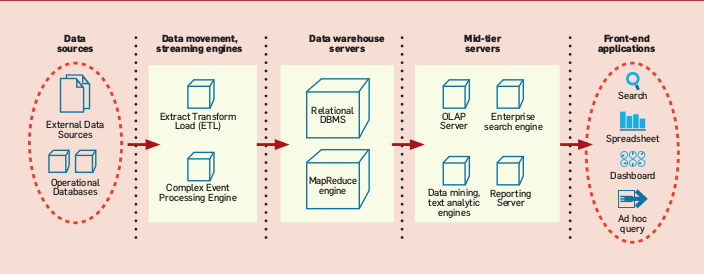 Data
sources
Data movement,
streaming engines
Data warehouse
servers
Mid-tier
servers
Front-end
applications
External Data
Sources
Operational
Databases
Extract Transform
Load (ETL)
Complex Event
Processing Engine
Relational
DBMS
MapReduce
engine
OLAP
Server
Enterprise
search engine
Data mining,
text analytic
engines
Reporting
Server
Search
Spreadsheet
Dashboard
Ad hoc
query